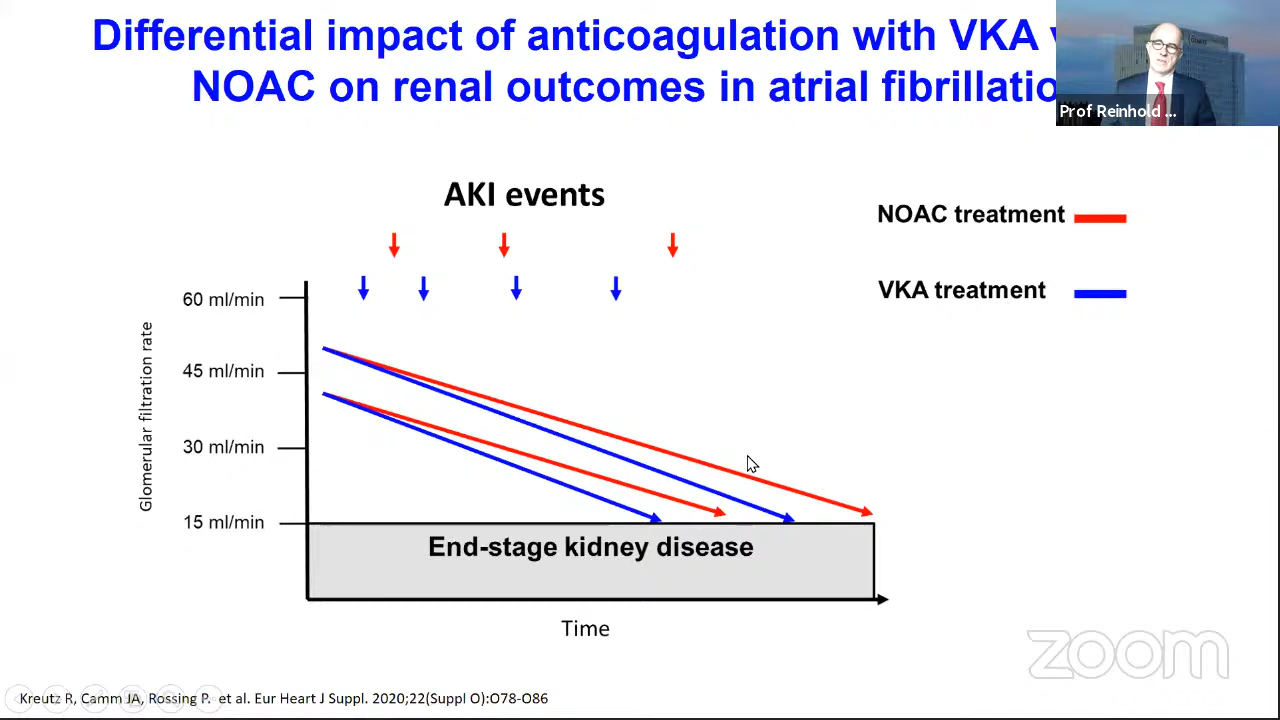 Differential impact of anticoagulation with VKA
NOAC on renal outcomes in atrial fibrillatio
Prof Reinhold ...
AKI events
NOAC treatment
VKA treatment
60 ml/min
45 ml/min
30 ml/min
15 ml/min
Glomerular filtration rate
End-stage kidney disease
Time
zoom
Kreutz R, Camm JA, Rossing P. et al. Eur Heart J Suppl. 2020;22(Suppl O):O78-O86